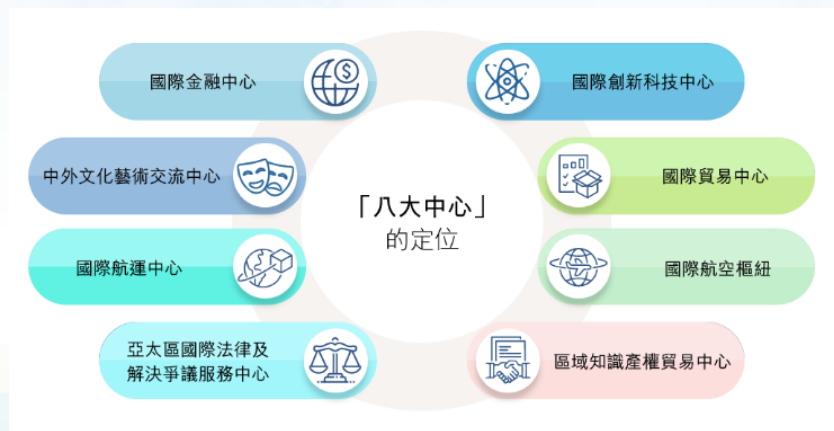 國際金融中心
國際創新科技中心
中外文化藝術交流中心
國際貿易中心
「八大中心」
的定位
國際航運中心
國際航空樞紐
亞太區國際法律及
解決爭議服務中心
區域知識產權貿易中心